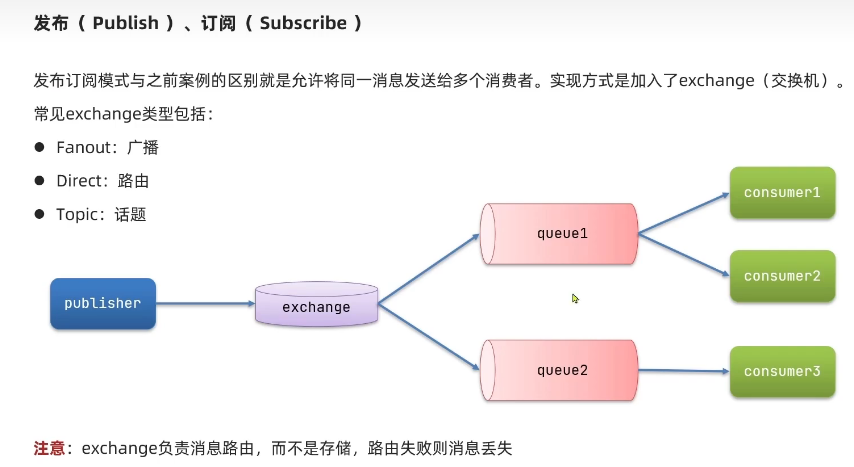 发布（ Publish ）、订阅（ Subscribe ）
发布订阅模式与之前案例的区别就是允许将同一消息发送给多个消费者。实现方式是加入了exchange（交换机）。
常见exchange类型包括：
● Fanout：广播
● Direct：路由
● Topic：话题
consumer1
queue1
consumer2
publisher
exchange
queue2
consumer3
注意：exchange负责消息路由，而不是存储，路由失败则消息丢失